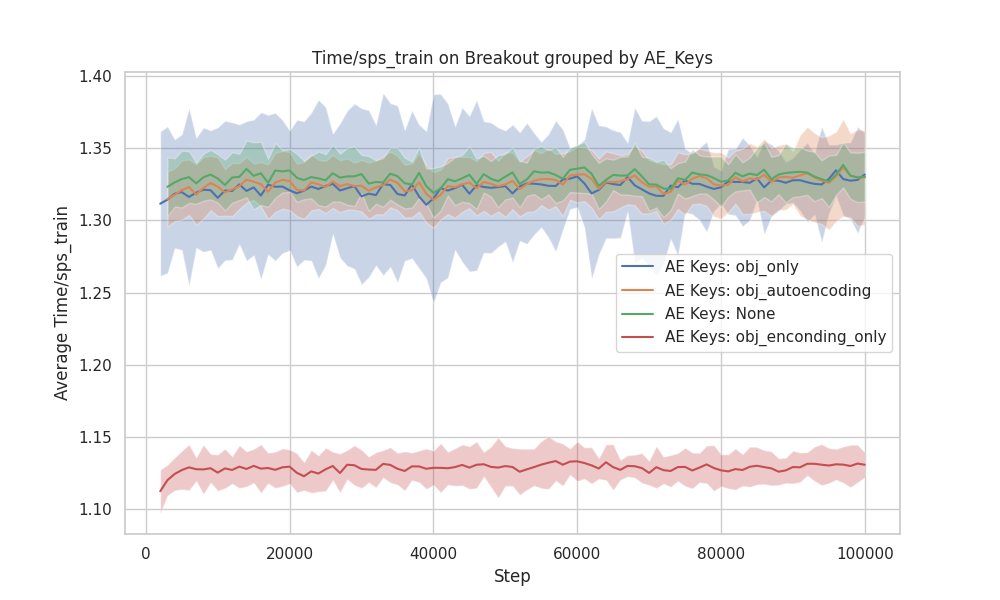 Time/sps_train on Breakout grouped by AE_Keys
Average Time/sps_train
1.40
1.35
1.30
1.25
1.20
1.15
1.10
AE Keys: obj_only
AE Keys: obj_autoencoding
AE Keys: None
AE Keys: obj_enconding_only
0
20000
40000
60000
80000
100000
Step